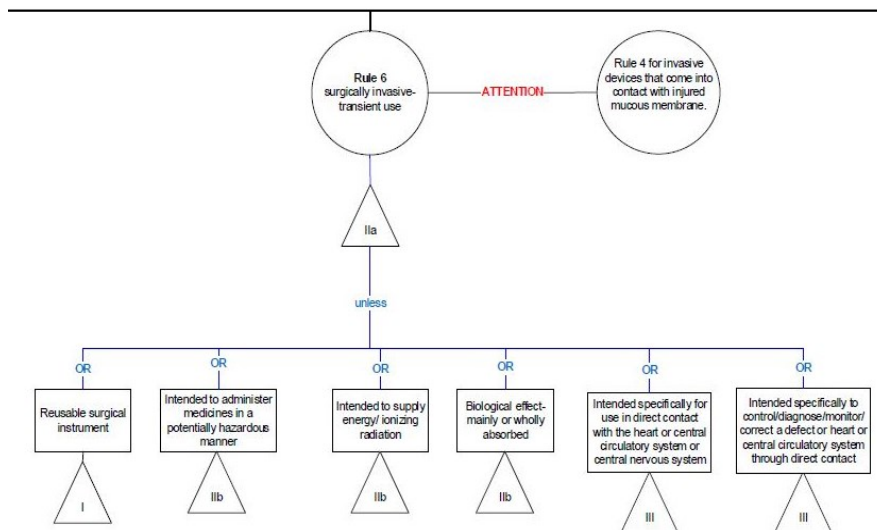 Rule 6
surgically invasive-
transient use
ATTENTION
Rule 4 for invasive
devices that come into
contact with injured
mucous membrane.
IIa
unless
OR
OR
OR
OR
OR
OR
Reusable surgical
instrument
Intended to administer
medicines in a
potentially hazardous
manner
Intended to supply
energy/ ionizing
radiation
Biological effect-
mainly or wholly
absorbed
Intended specifically for
use in direct contact
with the heart or central
circulatory system or
central nervous system
Intended specifically to
control/diagnose/monitor/
correct a defect or heart or
central circulatory system
through direct contact
I
IIb
IIb
IIb
III
III